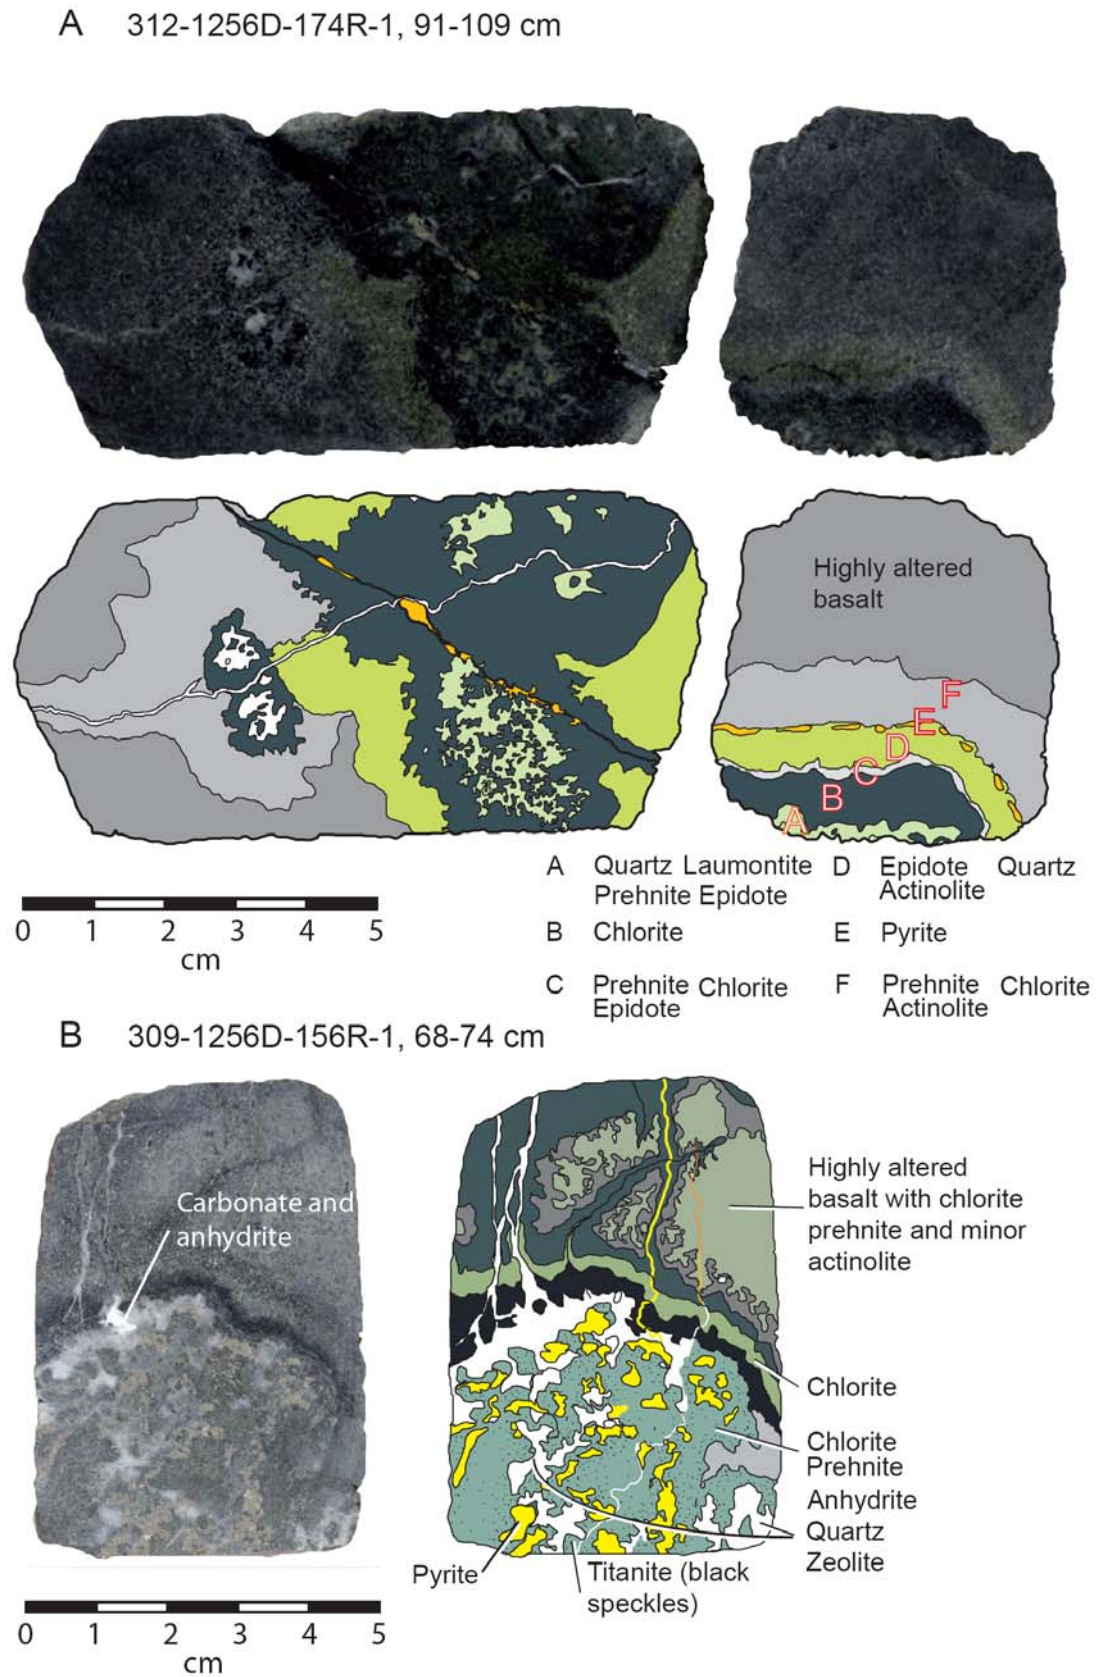 A 312-1256D-174R-1, 91-109 cm
Highly altered
basalt
F
E
D
C
B
A
A Quartz Laumontite D Epidote Quartz
Prehnite Epidote Actinolite
B Chlorite E Pyrite
C Prehnite Chlorite F Prehnite Chlorite
Epidote Actinolite
0 1 2 3 4 5
cm
B 309-1256D-156R-1, 68-74 cm
Carbonate and
anhydrite
Highly altered
basalt with chlorite
prehnite and minor
actinolite
Chlorite
Chlorite
Prehnite
Anhydrite
Quartz
Zeolite
Pyrite
Titanite (black
speckles)
0 1 2 3 4 5
cm